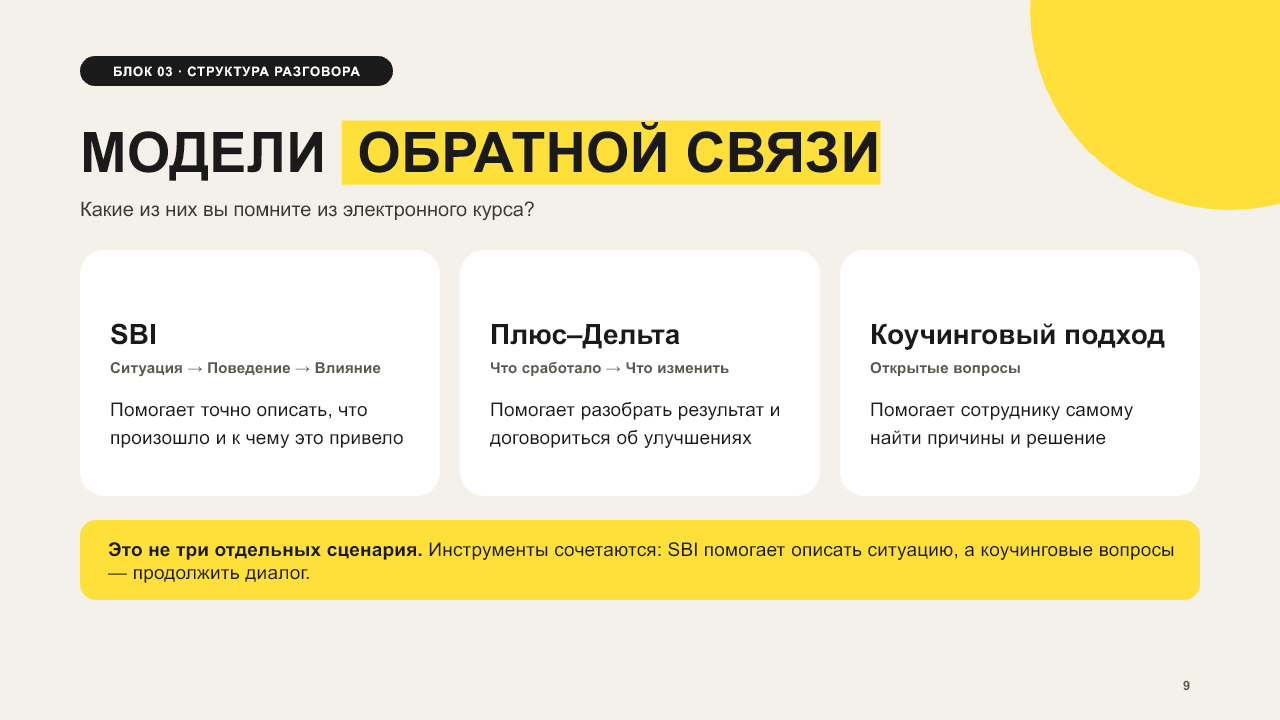 БЛОК 03 · СТРУКТУРА РАЗГОВОРА
МОДЕЛИ ОБРАТНОЙ СВЯЗИ
Какие из них вы помните из электронного курса?
SBI
Ситуация → Поведение → Влияние
Помогает точно описать, что
произошло и к чему это привело
Плюс–Дельта
Что сработало → Что изменить
Помогает разобрать результат и
договориться об улучшениях
Коучинговый подход
Открытые вопросы
Помогает сотруднику самому
найти причины и решение
Это не три отдельных сценария. Инструменты сочетаются: SBI помогает описать ситуацию, а коучинговые вопросы
— продолжить диалог.
9